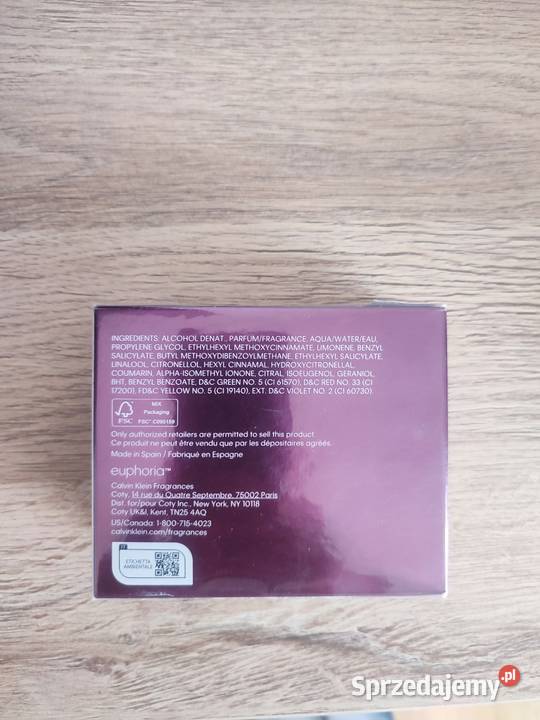 INGREDIENTS: ALCOHOL DENAT., PARFUM/FRAGRANCE, AQUA/WATER/EAU,
PROPYLENE GLYCOL, ETHYLHEXYL METHOXYCINNAMATE, LIMONENE, BENZYL
SALICYLATE, BUTYL METHOXYDIBENZOYLMETHANE, ETHYLHEXYL SALICYLATE,
LINALOOL, CITRONELLOL, HEXYL CINNAMAL, HYDROXYCITRONELLAL,
COUMARIN, ALPHA-ISOMETHYL IONONE, CITRAL, ISOEUGENOL, GERANIOL,
BHT, BENZYL BENZOATE, D&C GREEN NO. 5 (CI 61570), D&C RED NO. 33 (CI
17200), FD&C YELLOW NO. 5 (CI 19140), EXT. D&C VIOLET NO. 2 (CI 60730).
FSC
MIX
Packaging
FSC® C095159
Only authorized retailers are permitted to sell this product
Ce produit ne peut être vendu que par les dépositaires agréés.
Made in Spain / Fabriqué en Espagne
euphoria™
Calvin Klein Fragrances
Coty, 14 rue du Quatre Septembre, 75002 Paris
Dist. for/pour Coty Inc., New York, NY 10118
Coty UK&I, Kent, TN25 4AQ
US/Canada: 1-800-715-4023
calvinklein.com/fragrances
IT
ETICHETTA
AMBIENTALE
Sprzedajemy.pl